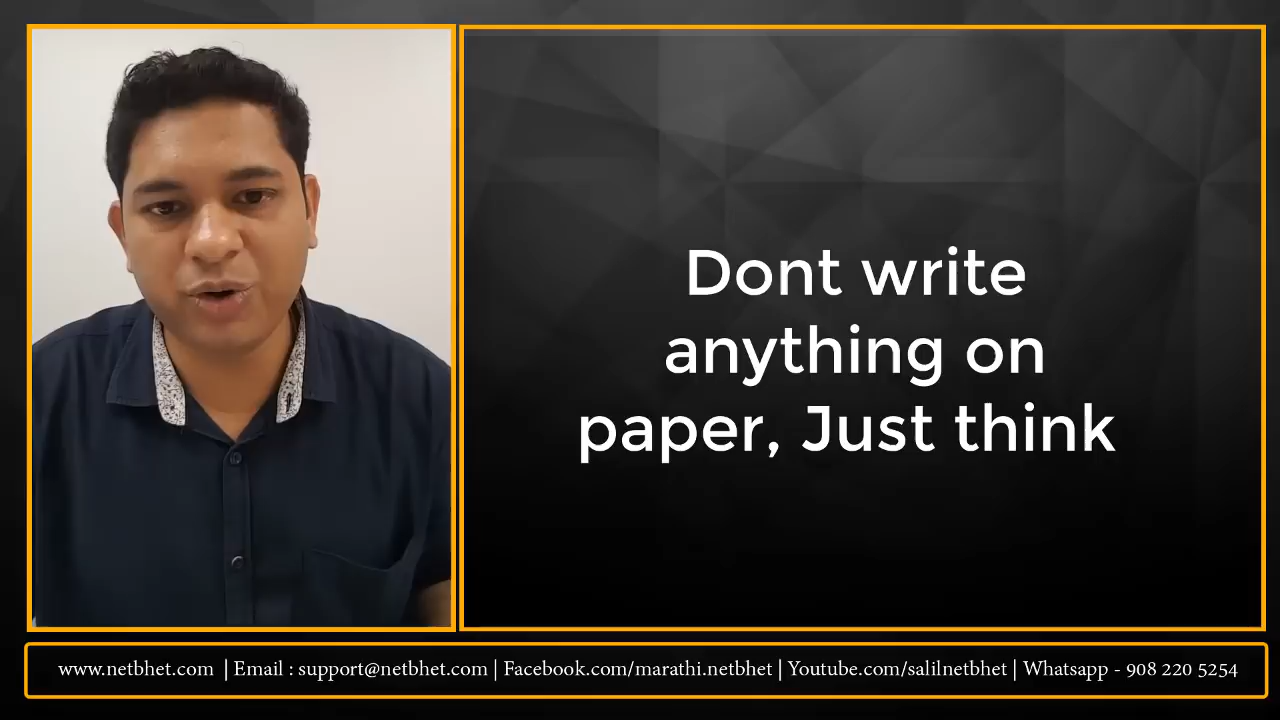 Dont write
anything on
paper, Just think
www.netbhet.com | Email : support@netbhet.com | Facebook.com/marathi.netbhet | Youtube.com/salilnetbhet | Whatsapp - 908 220 5254